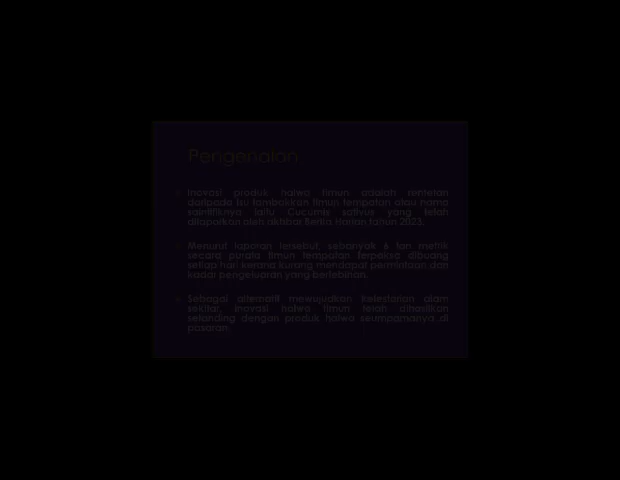 Pengenalan
Inovasi produk halwa timun adalah rentetan
daripada isu lambakkan timun tempatan atau nama
saintifiknya iaitu Cucumis sativus yang telah
dilaporkan oleh akhbar Berita Harian tahun 2023.
Menurut laporan tersebut, sebanyak 6 tan metrik
secara purata timun tempatan terpaksa dibuang
setiap hari kerana kurang mendapat permintaan dan
kadar pengeluaran yang berlebihan.
Sebagai alternatif mewujudkan kelestarian alam
sekitar, inovasi halwa timun telah dihasilkan
setanding dengan produk halwa seumpamanya di
pasaran.